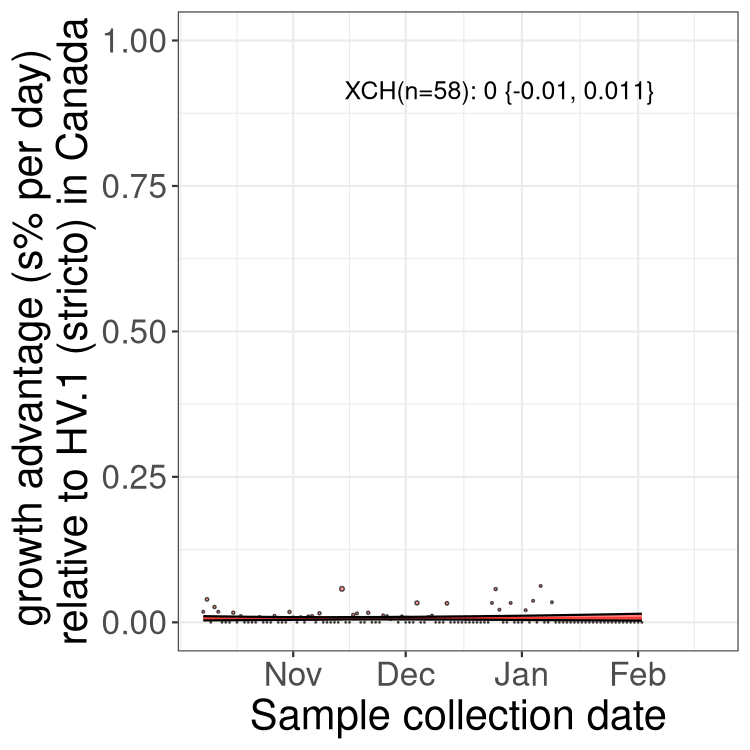 growth advantage (s% per day)
relative to HV.1 (stricto) in Canada
1.00
XCH(n=58): 0 {-0.01, 0.011}
0.75
0.50
0.25
0.00
Nov Dec Jan Feb
Sample collection date